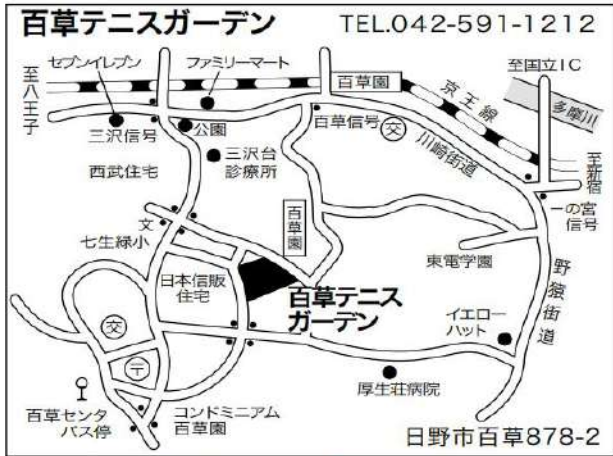 百草テニスガーデン
TEL.042-591-1212
セブンイレブン
ファミリーマート
至国立IC
至八王子
百草園
京王線
多摩川
三沢信号
公園
百草信号
交
川崎街道
至新宿
西武住宅
三沢台
診療所
一の宮
信号
百草園
文
七生緑小
東電学園
野猿街道
日本信販
住宅
百草テニス
ガーデン
イエロー
ハット
交
〒
厚生荘病院
百草センタ
バス停
コンドミニアム
百草園
日野市百草878-2